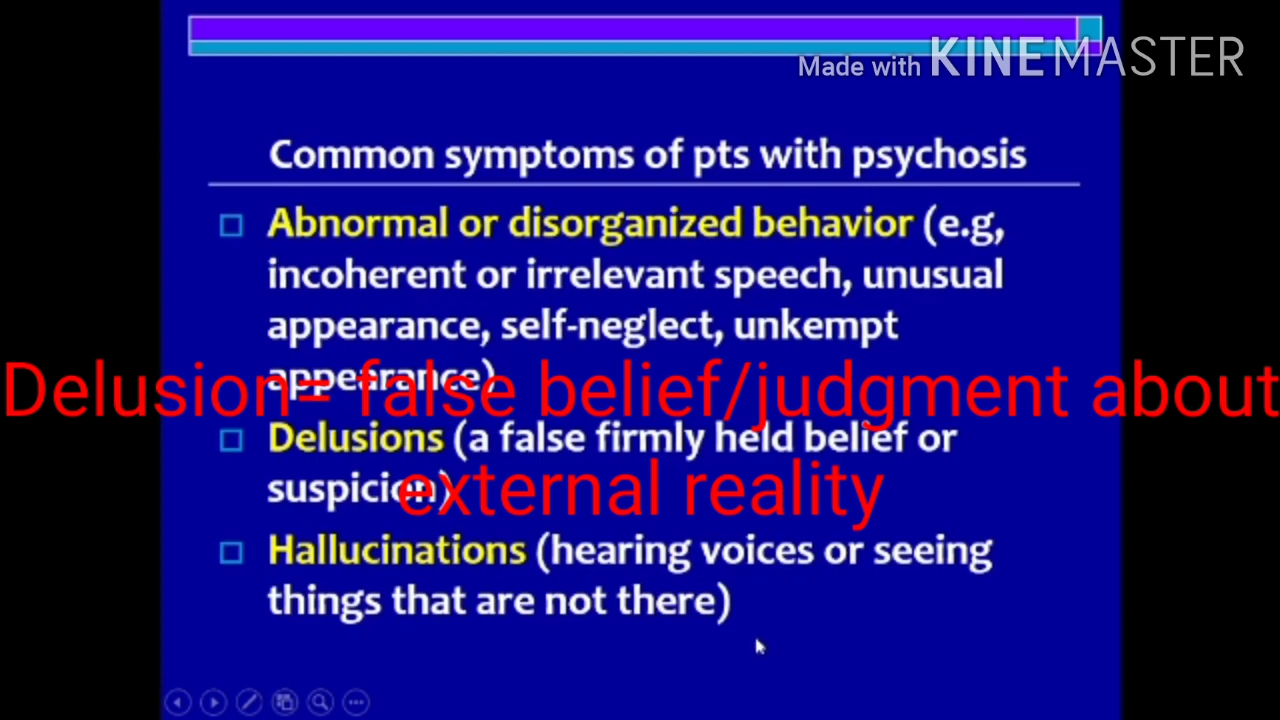 Made with KINEMASTER
Common symptoms of pts with psychosis
Abnormal or disorganized behavior (e.g,
incoherent or irrelevant speech, unusual
appearance, self-neglect, unkempt
appearance)
Delusion= false belief/judgment about
Delusions (a false firmly held belief or
suspicion)
external reality
Hallucinations (hearing voices or seeing
things that are not there)